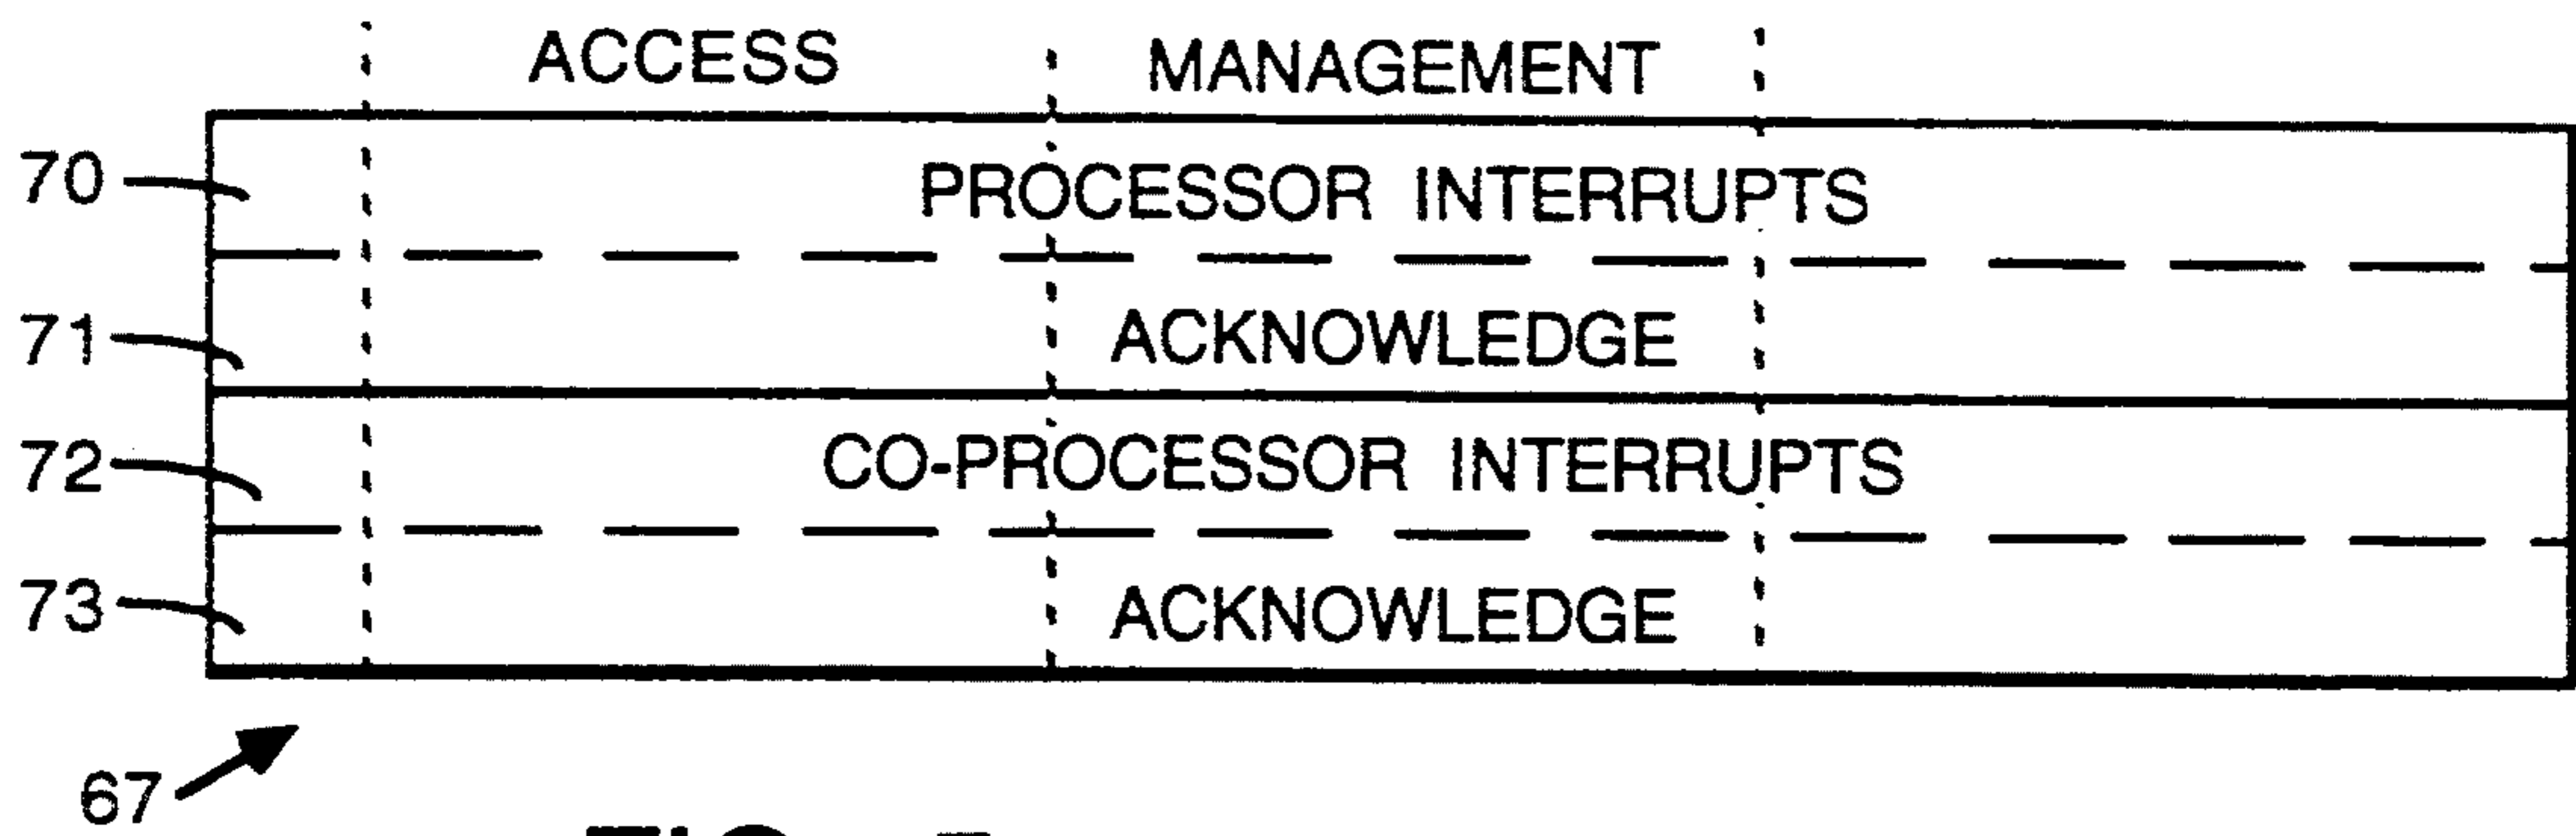 ACCESS MANAGEMENT
70 PROCESSOR INTERRUPTS
71 ACKNOWLEDGE
72 CO-PROCESSOR INTERRUPTS
73 ACKNOWLEDGE
67